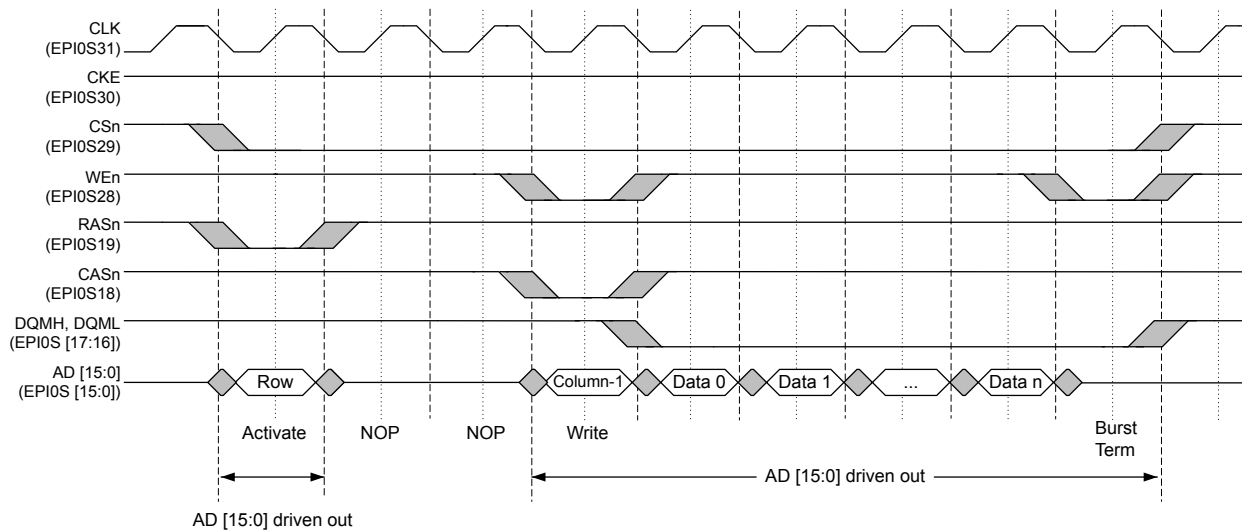 CLK
(EPI0S31)
CKE
(EPI0S30)
CSn
(EPI0S29)
WEn
(EPI0S28)
RASn
(EPI0S19)
CASn
(EPI0S18)
DQMH, DQML
(EPI0S [17:16])
AD [15:0]
(EPI0S [15:0])
Row
Column-1
Data 0
Data 1
...
Data n
Activate
NOP
NOP
Write
Burst
Term
AD [15:0] driven out
AD [15:0] driven out